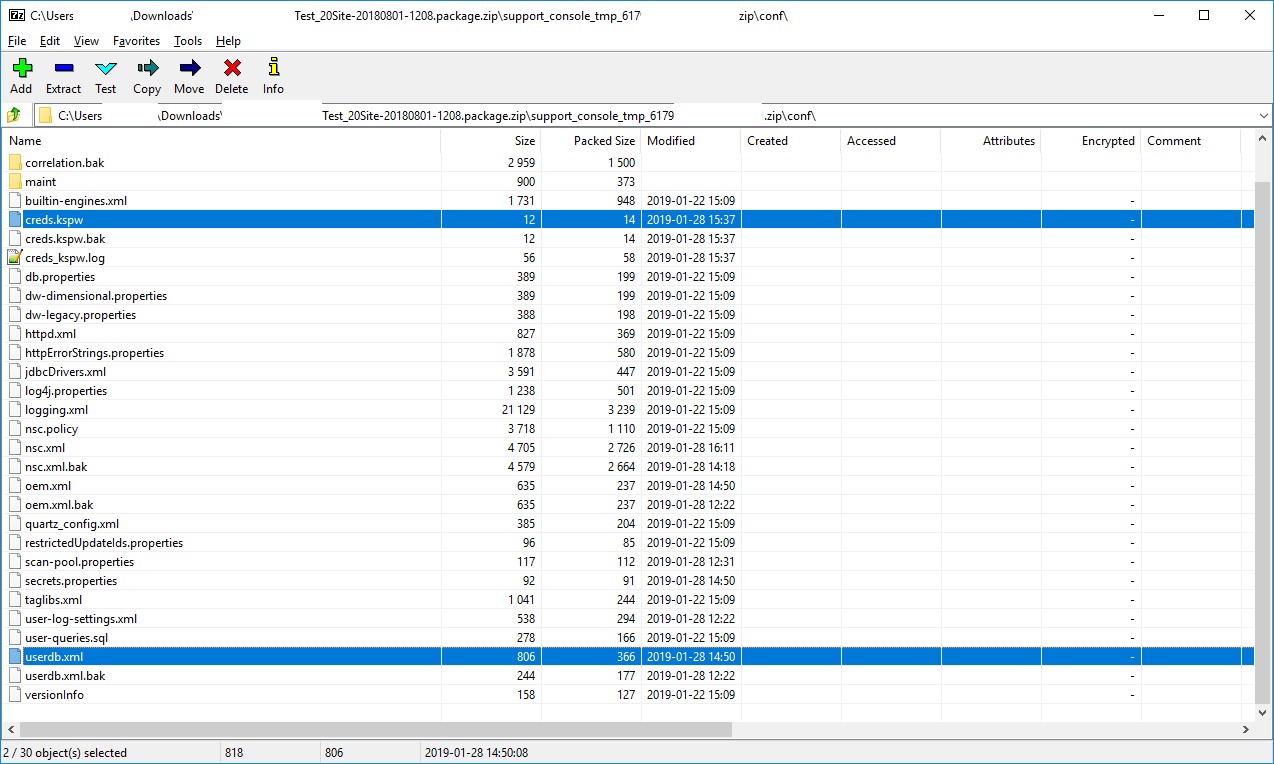 C:\Users \Downloads' Test_20Site-20180801-1208.package.zip\support_console_tmp_617 zip\conf\
File Edit View Favorites Tools Help
Add Extract Test Copy Move Delete Info
C:\Users \Downloads\ Test_20Site-20180801-1208.package.zip\support_console_tmp_6179 .zip\conf\
Name Size Packed Size Modified Created Accessed Attributes Encrypted Comment
correlation.bak 2 959 1 500
maint 900 373
builtin-engines.xml 1 731 948 2019-01-22 15:09 -
creds.kspw 12 14 2019-01-28 15:37 -
creds.kspw.bak 12 14 2019-01-28 15:37 -
creds_kspw.log 56 58 2019-01-28 15:37 -
db.properties 389 199 2019-01-22 15:09 -
dw-dimensional.properties 389 199 2019-01-22 15:09 -
dw-legacy.properties 388 198 2019-01-22 15:09 -
httpd.xml 827 369 2019-01-22 15:09 -
httpErrorStrings.properties 1 878 580 2019-01-22 15:09 -
jdbcDrivers.xml 3 591 447 2019-01-22 15:09 -
log4j.properties 1 238 501 2019-01-22 15:09 -
logging.xml 21 129 3 239 2019-01-22 15:09 -
nsc.policy 3 718 1 110 2019-01-22 15:09 -
nsc.xml 4 705 2 726 2019-01-28 16:11 -
nsc.xml.bak 4 579 2 664 2019-01-28 14:18 -
oem.xml 635 237 2019-01-28 14:50 -
oem.xml.bak 635 237 2019-01-28 12:22 -
quartz_config.xml 385 204 2019-01-22 15:09 -
restrictedUpdateIds.properties 96 85 2019-01-22 15:09 -
scan-pool.properties 117 112 2019-01-28 12:31 -
secrets.properties 92 91 2019-01-28 14:50 -
taglibs.xml 1 041 244 2019-01-22 15:09 -
user-log-settings.xml 538 294 2019-01-28 12:22 -
user-queries.sql 278 166 2019-01-22 15:09 -
userdb.xml 806 366 2019-01-28 14:50 -
userdb.xml.bak 244 177 2019-01-28 12:22 -
versionInfo 158 127 2019-01-22 15:09 -
2 / 30 object(s) selected 818 806 2019-01-28 14:50:08